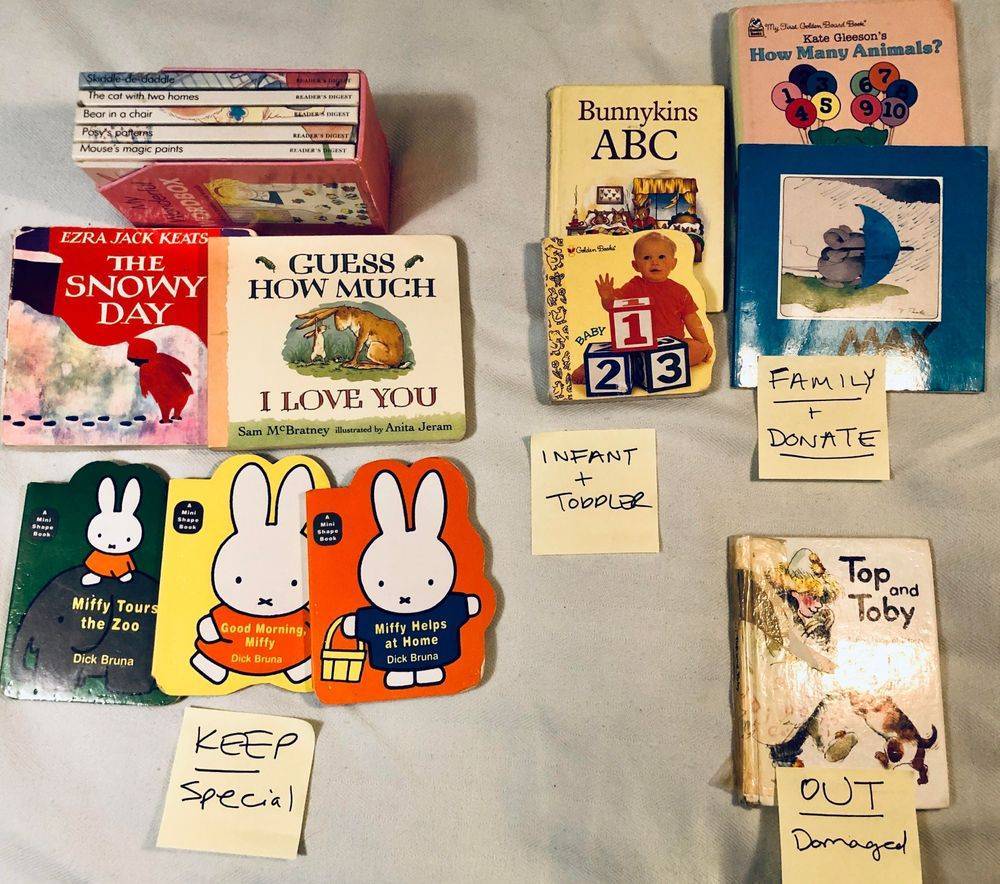 Skiddle-de-daddle READER'S DIGEST
The cat with two homes READER'S DIGEST
Bear in a chair READER'S DIGEST
Posy's patterns READER'S DIGEST
Mouse's magic paints READER'S DIGEST
EZRA JACK KEATS
THE
SNOWY
DAY
GUESS
HOW MUCH
I LOVE YOU
Sam McBratney illustrated by Anita Jeram
A
Mini
Shape
Book
Miffy Tours
the Zoo
Dick Bruna
A
Mini
Shape
Book
Good Morning,
Miffy
Dick Bruna
A
Mini
Shape
Book
Miffy Helps
at Home
Dick Bruna
KEEP
Special
Bunnykins
ABC
Golden Books
BABY
1
2 3
INFANT
+
TODDLER
My First Golden Board Book
Kate Gleeson's
How Many Animals?
1 3 4 5 6 7 8 9 10
MAX
FAMILY
+
DONATE
Top
and
Toby
OUT
Damaged